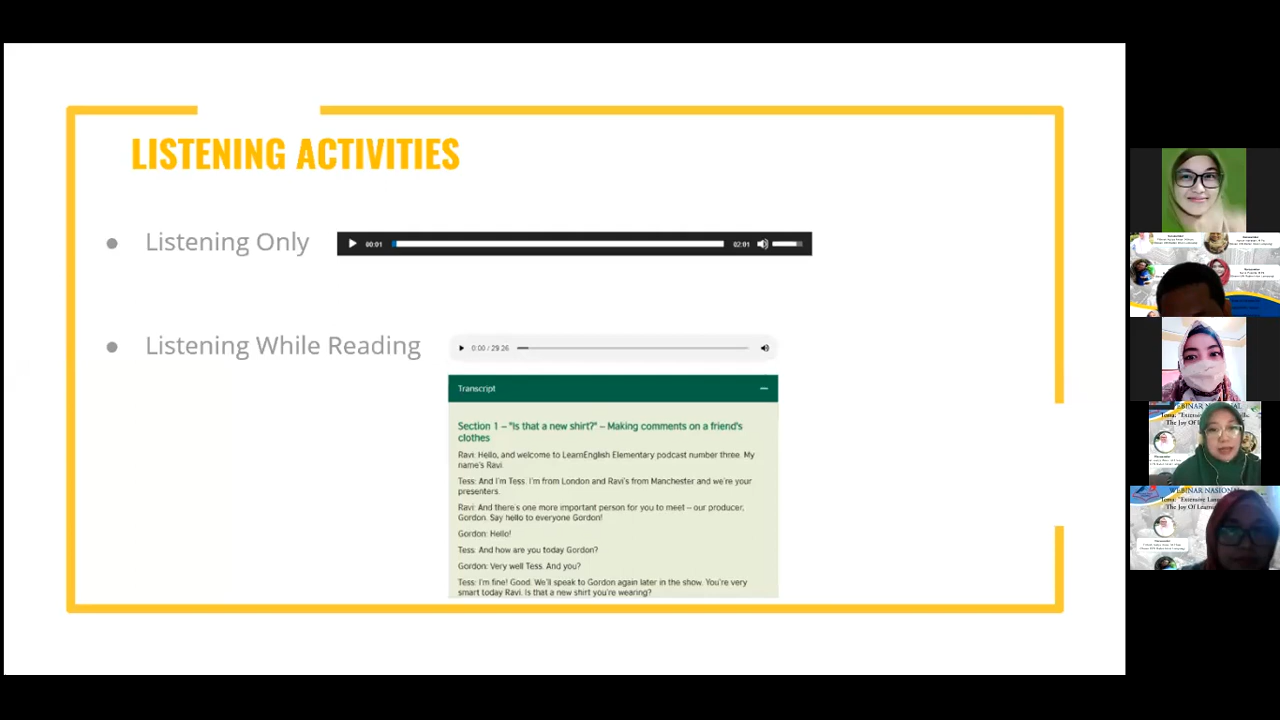 LISTENING ACTIVITIES
● Listening Only
00:01
02:01
● Listening While Reading
0:00 / 29:26
Transcript
Section 1 – "Is that a new shirt?" – Making comments on a friend's
clothes
Ravi: Hello, and welcome to LearnEnglish Elementary podcast number three. My
name's Ravi.
Tess: And I'm Tess. I'm from London and Ravi's from Manchester and we're your
presenters.
Ravi: And there's one more important person for you to meet – our producer,
Gordon. Say hello to everyone Gordon!
Gordon: Hello!
Tess: And how are you today Gordon?
Gordon: Very well Tess. And you?
Tess: I'm fine! Good. We'll speak to Gordon again later in the show. You're very
smart today Ravi. Is that a new shirt you're wearing?
WEBINAR NASIONAL
The Joy Of
WEBINAR NASIONAL
The Joy Of